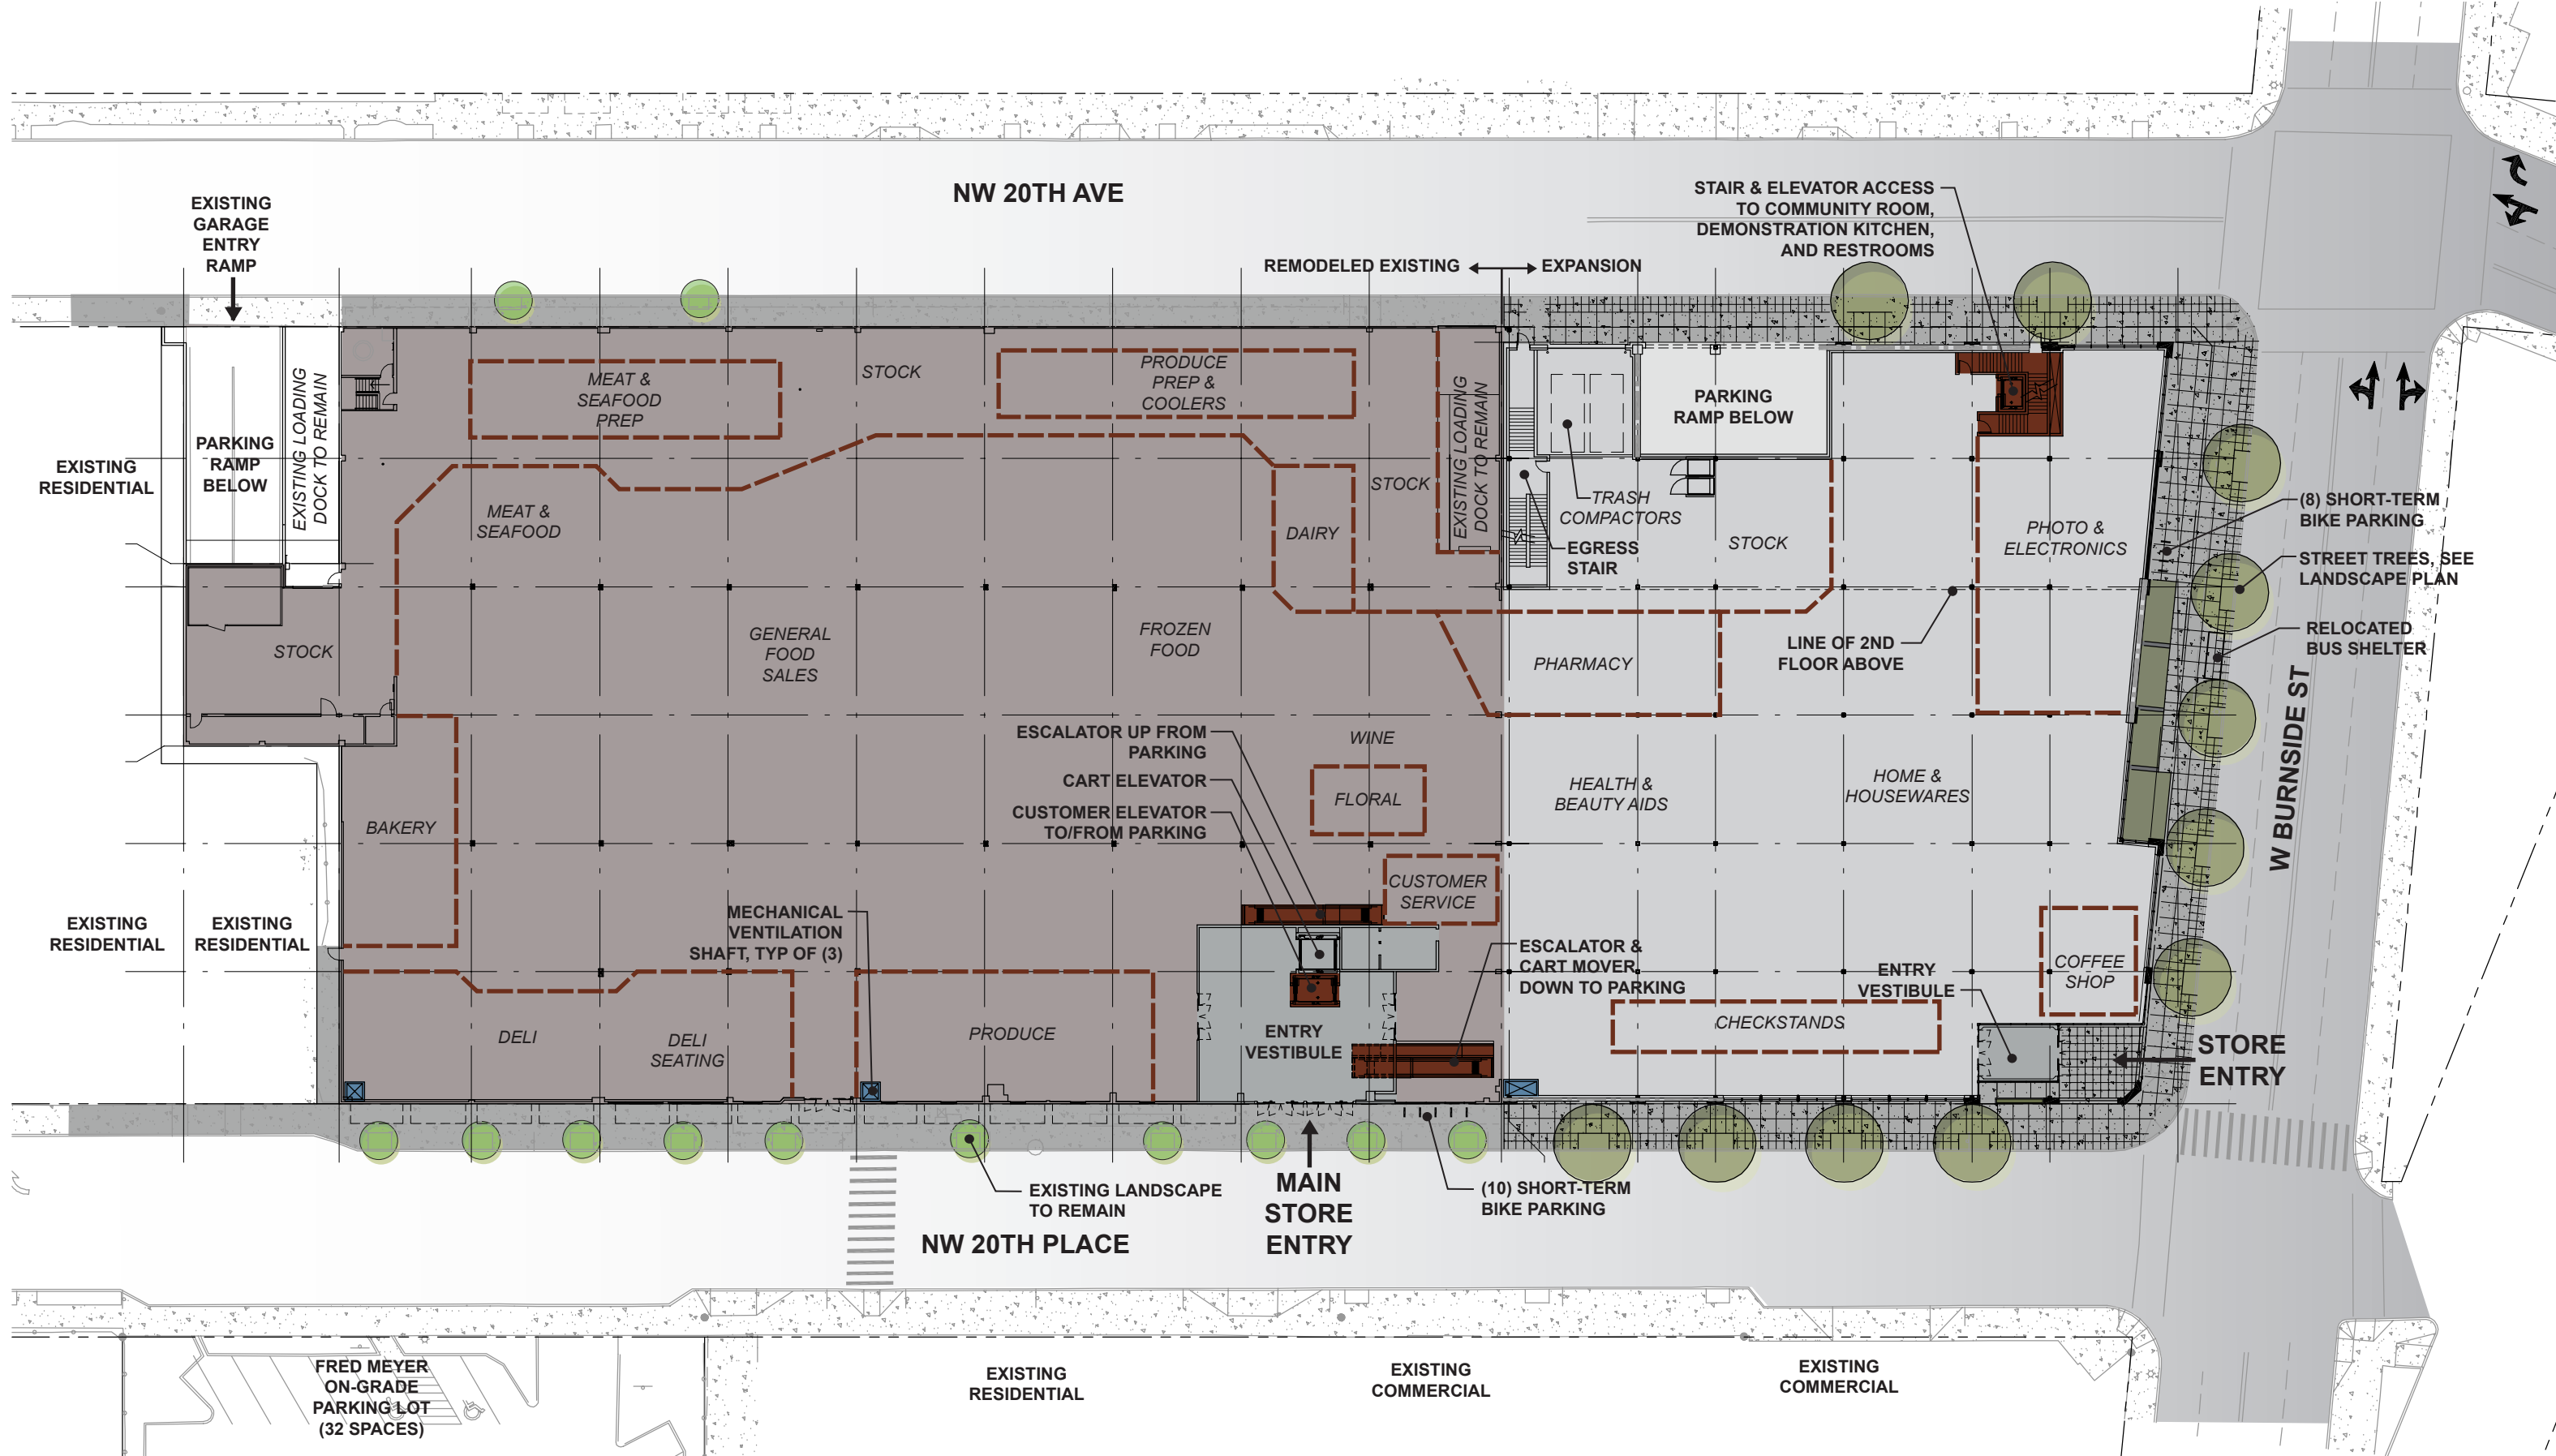 NW 20TH AVE
EXISTING
GARAGE
ENTRY
RAMP
STAIR & ELEVATOR ACCESS
TO COMMUNITY ROOM,
DEMONSTRATION KITCHEN,
AND RESTROOMS
REMODELED EXISTING
EXPANSION
EXISTING
RESIDENTIAL
PARKING
RAMP
BELOW
EXISTING LOADING
DOCK TO REMAIN
MEAT &
SEAFOOD
PREP
STOCK
PRODUCE
PREP &
COOLERS
EXISTING LOADING
DOCK TO REMAIN
PARKING
RAMP BELOW
MEAT &
SEAFOOD
DAIRY
STOCK
TRASH
COMPACTORS
EGRESS
STAIR
STOCK
PHOTO &
ELECTRONICS
(8) SHORT-TERM
BIKE PARKING
STREET TREES, SEE
LANDSCAPE PLAN
RELOCATED
BUS SHELTER
STOCK
GENERAL
FOOD
SALES
FROZEN
FOOD
PHARMACY
LINE OF 2ND
FLOOR ABOVE
W BURNSIDE ST
ESCALATOR UP FROM
PARKING
CART ELEVATOR
CUSTOMER ELEVATOR
TO/FROM PARKING
WINE
FLORAL
HEALTH &
BEAUTY AIDS
HOME &
HOUSEWARES
BAKERY
CUSTOMER
SERVICE
EXISTING
RESIDENTIAL
EXISTING
RESIDENTIAL
MECHANICAL
VENTILATION
SHAFT, TYP OF (3)
ESCALATOR &
CART MOVER
DOWN TO PARKING
ENTRY
VESTIBULE
COFFEE
SHOP
DELI
DELI
SEATING
PRODUCE
ENTRY
VESTIBULE
CHECKSTANDS
STORE
ENTRY
EXISTING LANDSCAPE
TO REMAIN
MAIN
STORE
ENTRY
(10) SHORT-TERM
BIKE PARKING
NW 20TH PLACE
FRED MEYER
ON-GRADE
PARKING LOT
(32 SPACES)
EXISTING
RESIDENTIAL
EXISTING
COMMERCIAL
EXISTING
COMMERCIAL